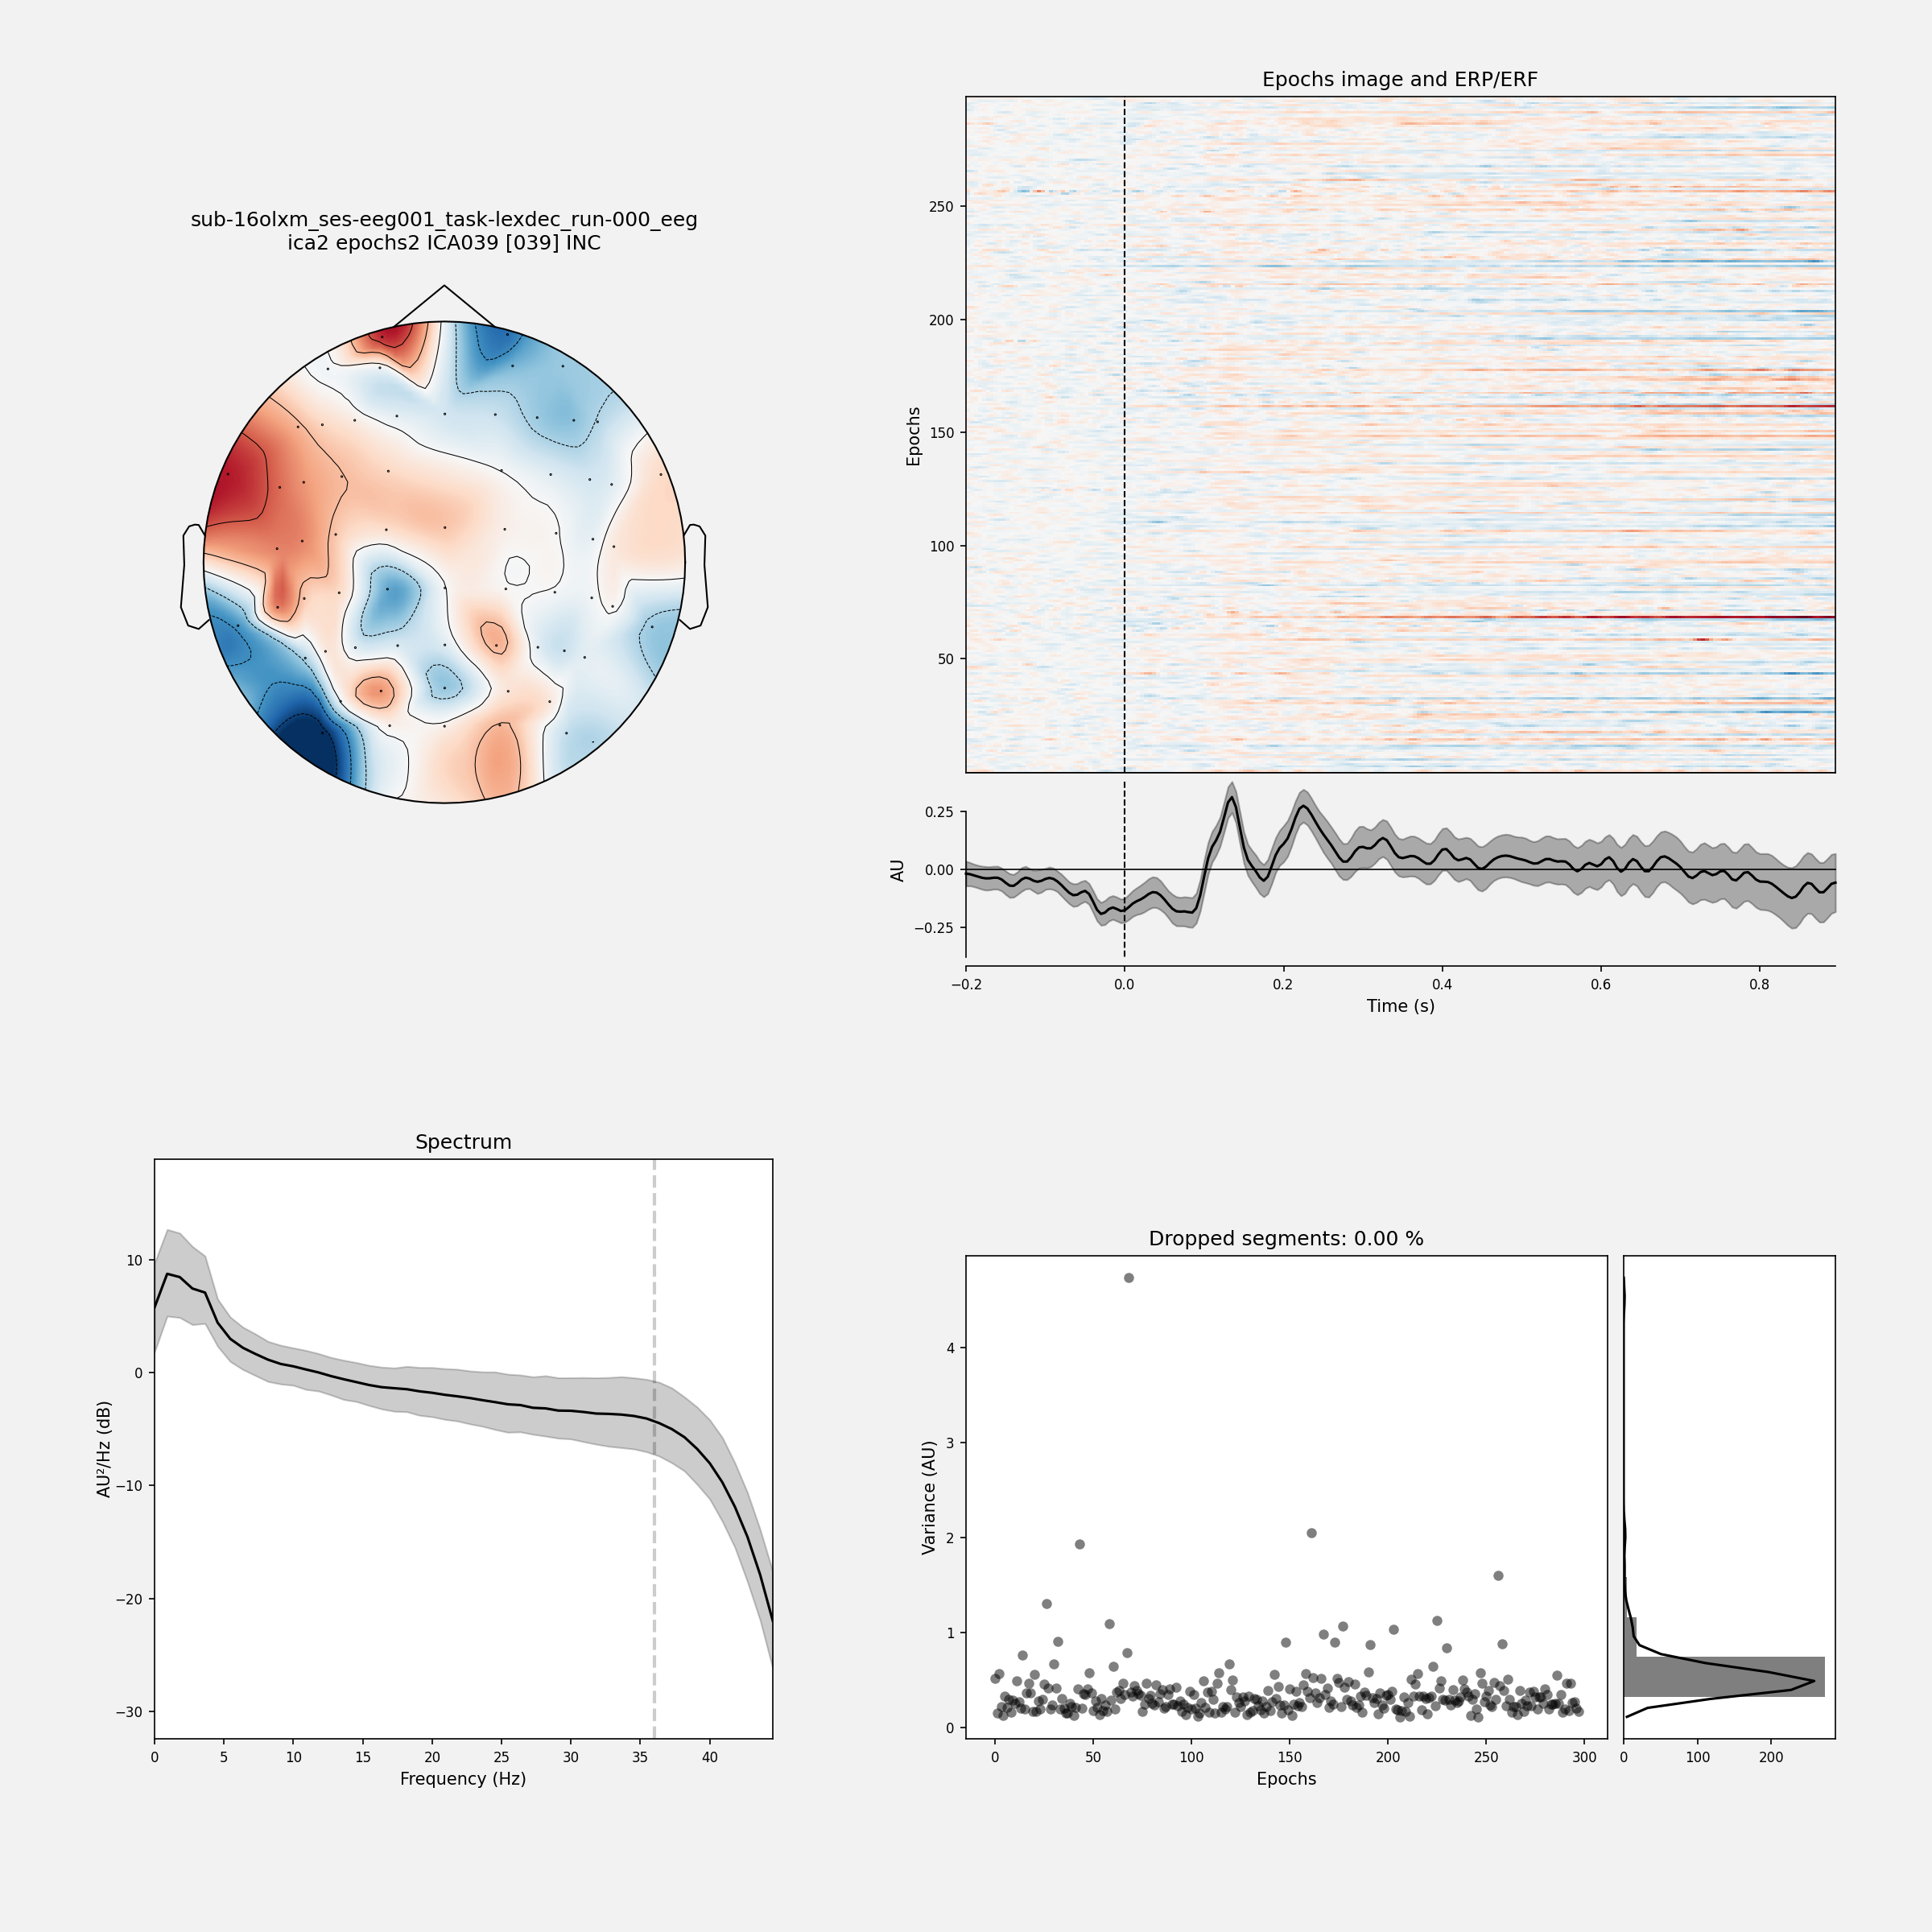 sub-16olxm_ses-eeg001_task-lexdec_run-000_eeg
ica2 epochs2 ICA039 [039] INC
Epochs image and ERP/ERF
Epochs
250
200
150
100
50
AU
0.25
0.00
−0.25
−0.2 0.0 0.2 0.4 0.6 0.8
Time (s)
Spectrum
AU²/Hz (dB)
10
0
−10
−20
−30
0 5 10 15 20 25 30 35 40
Frequency (Hz)
Dropped segments: 0.00 %
Variance (AU)
4
3
2
1
0
0 50 100 150 200 250 300
Epochs
0 100 200